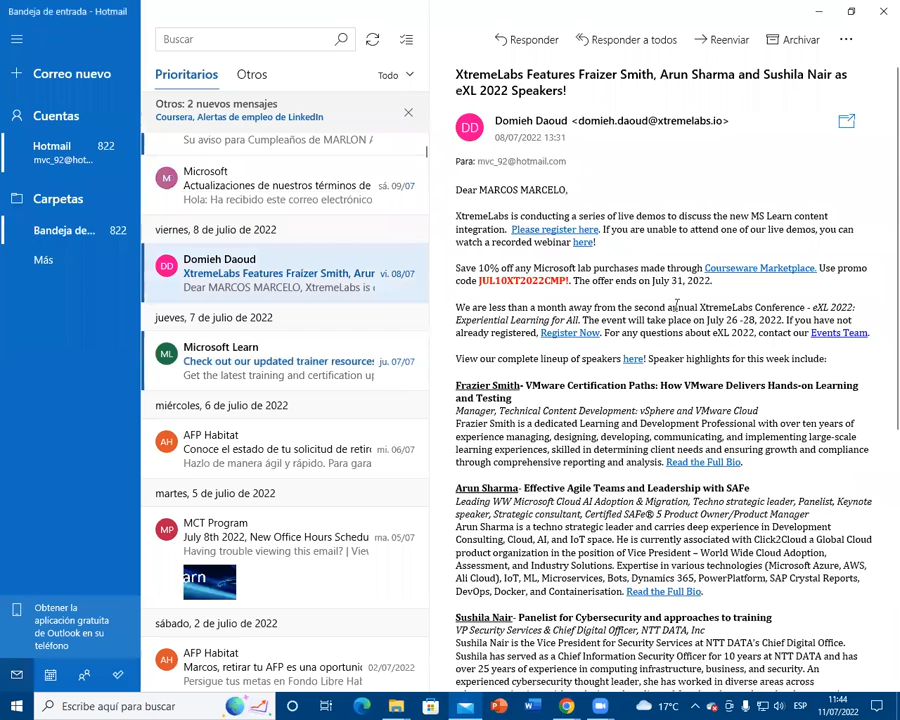 Bandeja de entrada - Hotmail
Correo nuevo
Cuentas
Hotmail 822
mvc_92@hot...
Carpetas
Bandeja de... 822
Más
Obtener la
aplicación gratuita
de Outlook en su
teléfono
Buscar
Prioritarios Otros Todo
Otros: 2 nuevos mensajes
Coursera, Alertas de empleo de LinkedIn
Su aviso para Cumpleaños de MARLON A
M
Microsoft
Actualizaciones de nuestros términos de sá. 09/07
Hola: Ha recibido este correo electrónico
viernes, 8 de julio de 2022
DD
Domieh Daoud
XtremeLabs Features Fraizer Smith, Arur vi. 08/07
Dear MARCOS MARCELO, XtremeLabs is c
jueves, 7 de julio de 2022
ML
Microsoft Learn
Check out our updated trainer resources ju. 07/07
Get the latest training and certification up
miércoles, 6 de julio de 2022
AH
AFP Habitat
Conoce el estado de tu solicitud de retiro mi. 06/07
Hazlo de manera ágil y rápido. Para gara
martes, 5 de julio de 2022
MP
MCT Program
July 8th 2022, New Office Hours Schedu ma. 05/07
Having trouble viewing this email? | View
arn
sábado, 2 de julio de 2022
AH
AFP Habitat
Marcos, retirar tu AFP es una oportunic 02/07/2022
Persigue tus metas en Fondo Libre Hat
Responder Responder a todos Reenviar Archivar ...
XtremeLabs Features Fraizer Smith, Arun Sharma and Sushila Nair as
eXL 2022 Speakers!
DD
Domieh Daoud <domieh.daoud@xtremelabs.io>
08/07/2022 13:31
Para: mvc_92@hotmail.com
Dear MARCOS MARCELO,
XtremeLabs is conducting a series of live demos to discuss the new MS Learn content
integration. Please register here. If you are unable to attend one of our live demos, you can
watch a recorded webinar here!
Save 10% off any Microsoft lab purchases made through Courseware Marketplace. Use promo
code JUL10XT2022CMP!. The offer ends on July 31, 2022.
We are less than a month away from the second annual XtremeLabs Conference - eXL 2022:
Experiential Learning for All. The event will take place on July 26 -28, 2022. If you have not
already registered, Register Now. For any questions about eXL 2022, contact our Events Team.
View our complete lineup of speakers here! Speaker highlights for this week include:
Frazier Smith- VMware Certification Paths: How VMware Delivers Hands-on Learning
and Testing
Manager, Technical Content Development: vSphere and VMware Cloud
Frazier Smith is a dedicated Learning and Development Professional with over ten years of
experience managing, designing, developing, communicating, and implementing large-scale
learning experiences, skilled in determining client needs and ensuring growth and compliance
through comprehensive reporting and analysis. Read the Full Bio.
Arun Sharma- Effective Agile Teams and Leadership with SAFe
Leading WW Microsoft Cloud AI Adoption & Migration, Techno strategic leader, Panelist, Keynote
speaker, Strategic consultant, Certified SAFe® 5 Product Owner/Product Manager
Arun Sharma is a techno strategic leader and carries deep experience in Development
Consulting, Cloud, AI, and IoT space. He is currently associated with Click2Cloud a Global Cloud
product organization in the position of Vice President – World Wide Cloud Adoption,
Assessment, and Industry Solutions. Expertise in various technologies (Microsoft Azure, AWS,
Ali Cloud), IoT, ML, Microservices, Bots, Dynamics 365, PowerPlatform, SAP Crystal Reports,
DevOps, Docker, and Containerisation. Read the Full Bio.
Sushila Nair- Panelist for Cybersecurity and approaches to training
VP Security Services & Chief Digital Officer, NTT DATA, Inc
Sushila Nair is the Vice President for Security Services at NTT DATA's Chief Digital Office.
Sushila has served as a Chief Information Security Officer for 10 years at NTT DATA and has
over 25 years of experience in computing infrastructure, business, and security. An
experienced cybersecurity thought leader, she has worked in diverse areas across
Escribe aquí para buscar
17°C
ESP
11:44
11/07/2022